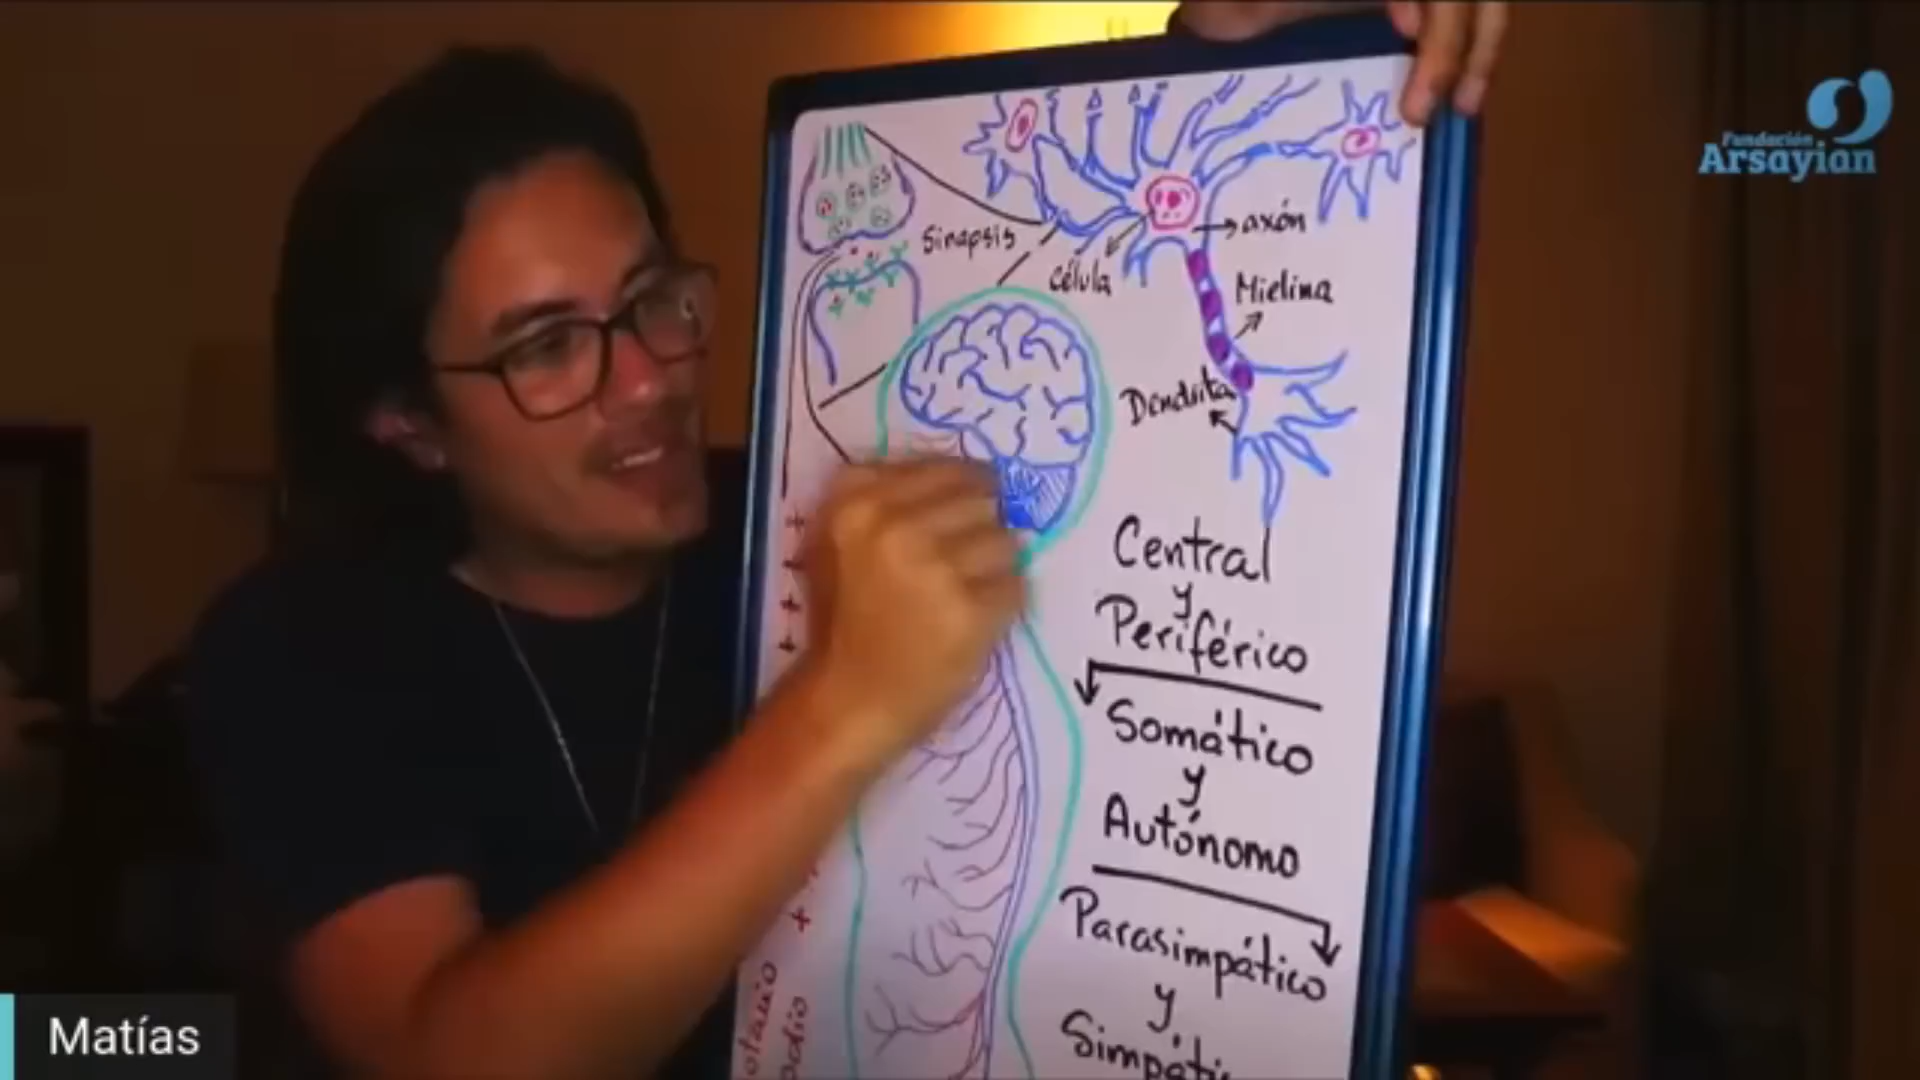 Fundación
Arsayian
Sinapsis
Célula
axón
Mielina
Dendrita
Central
y
Periférico
Somático
y
Autónomo
Parasimpático
y
Matías